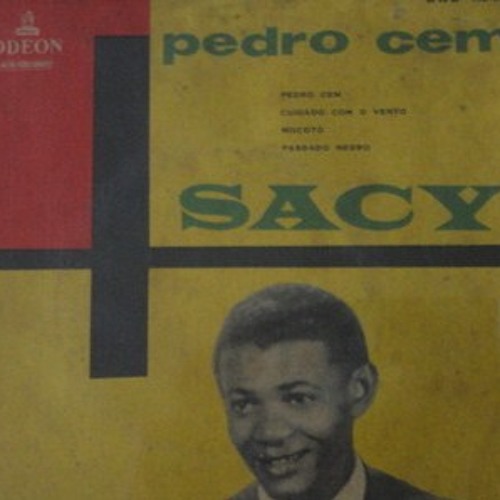 ODEON
pedro cem
PEDRO CEM
CUIDADO COM O VENTO
MOCOTÓ
PASSADO NEGRO
SACY